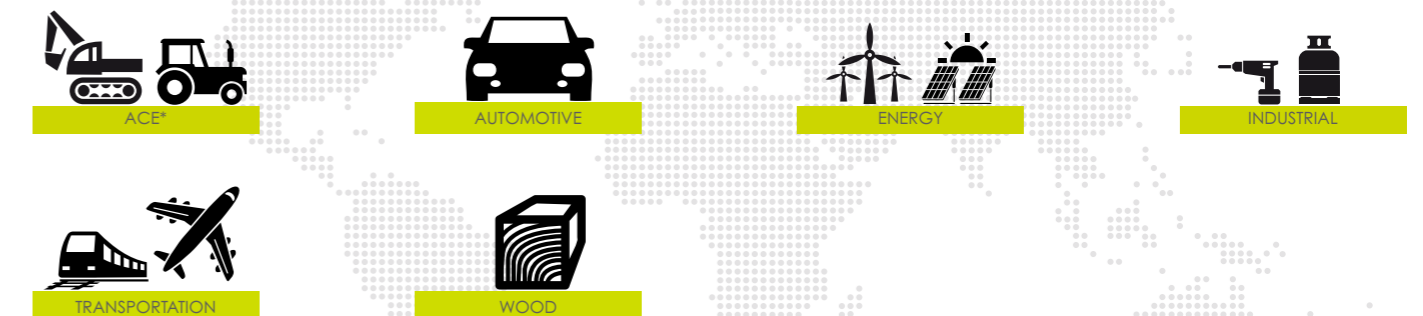 ACE*
AUTOMOTIVE
ENERGY
INDUSTRIAL
TRANSPORTATION
WOOD